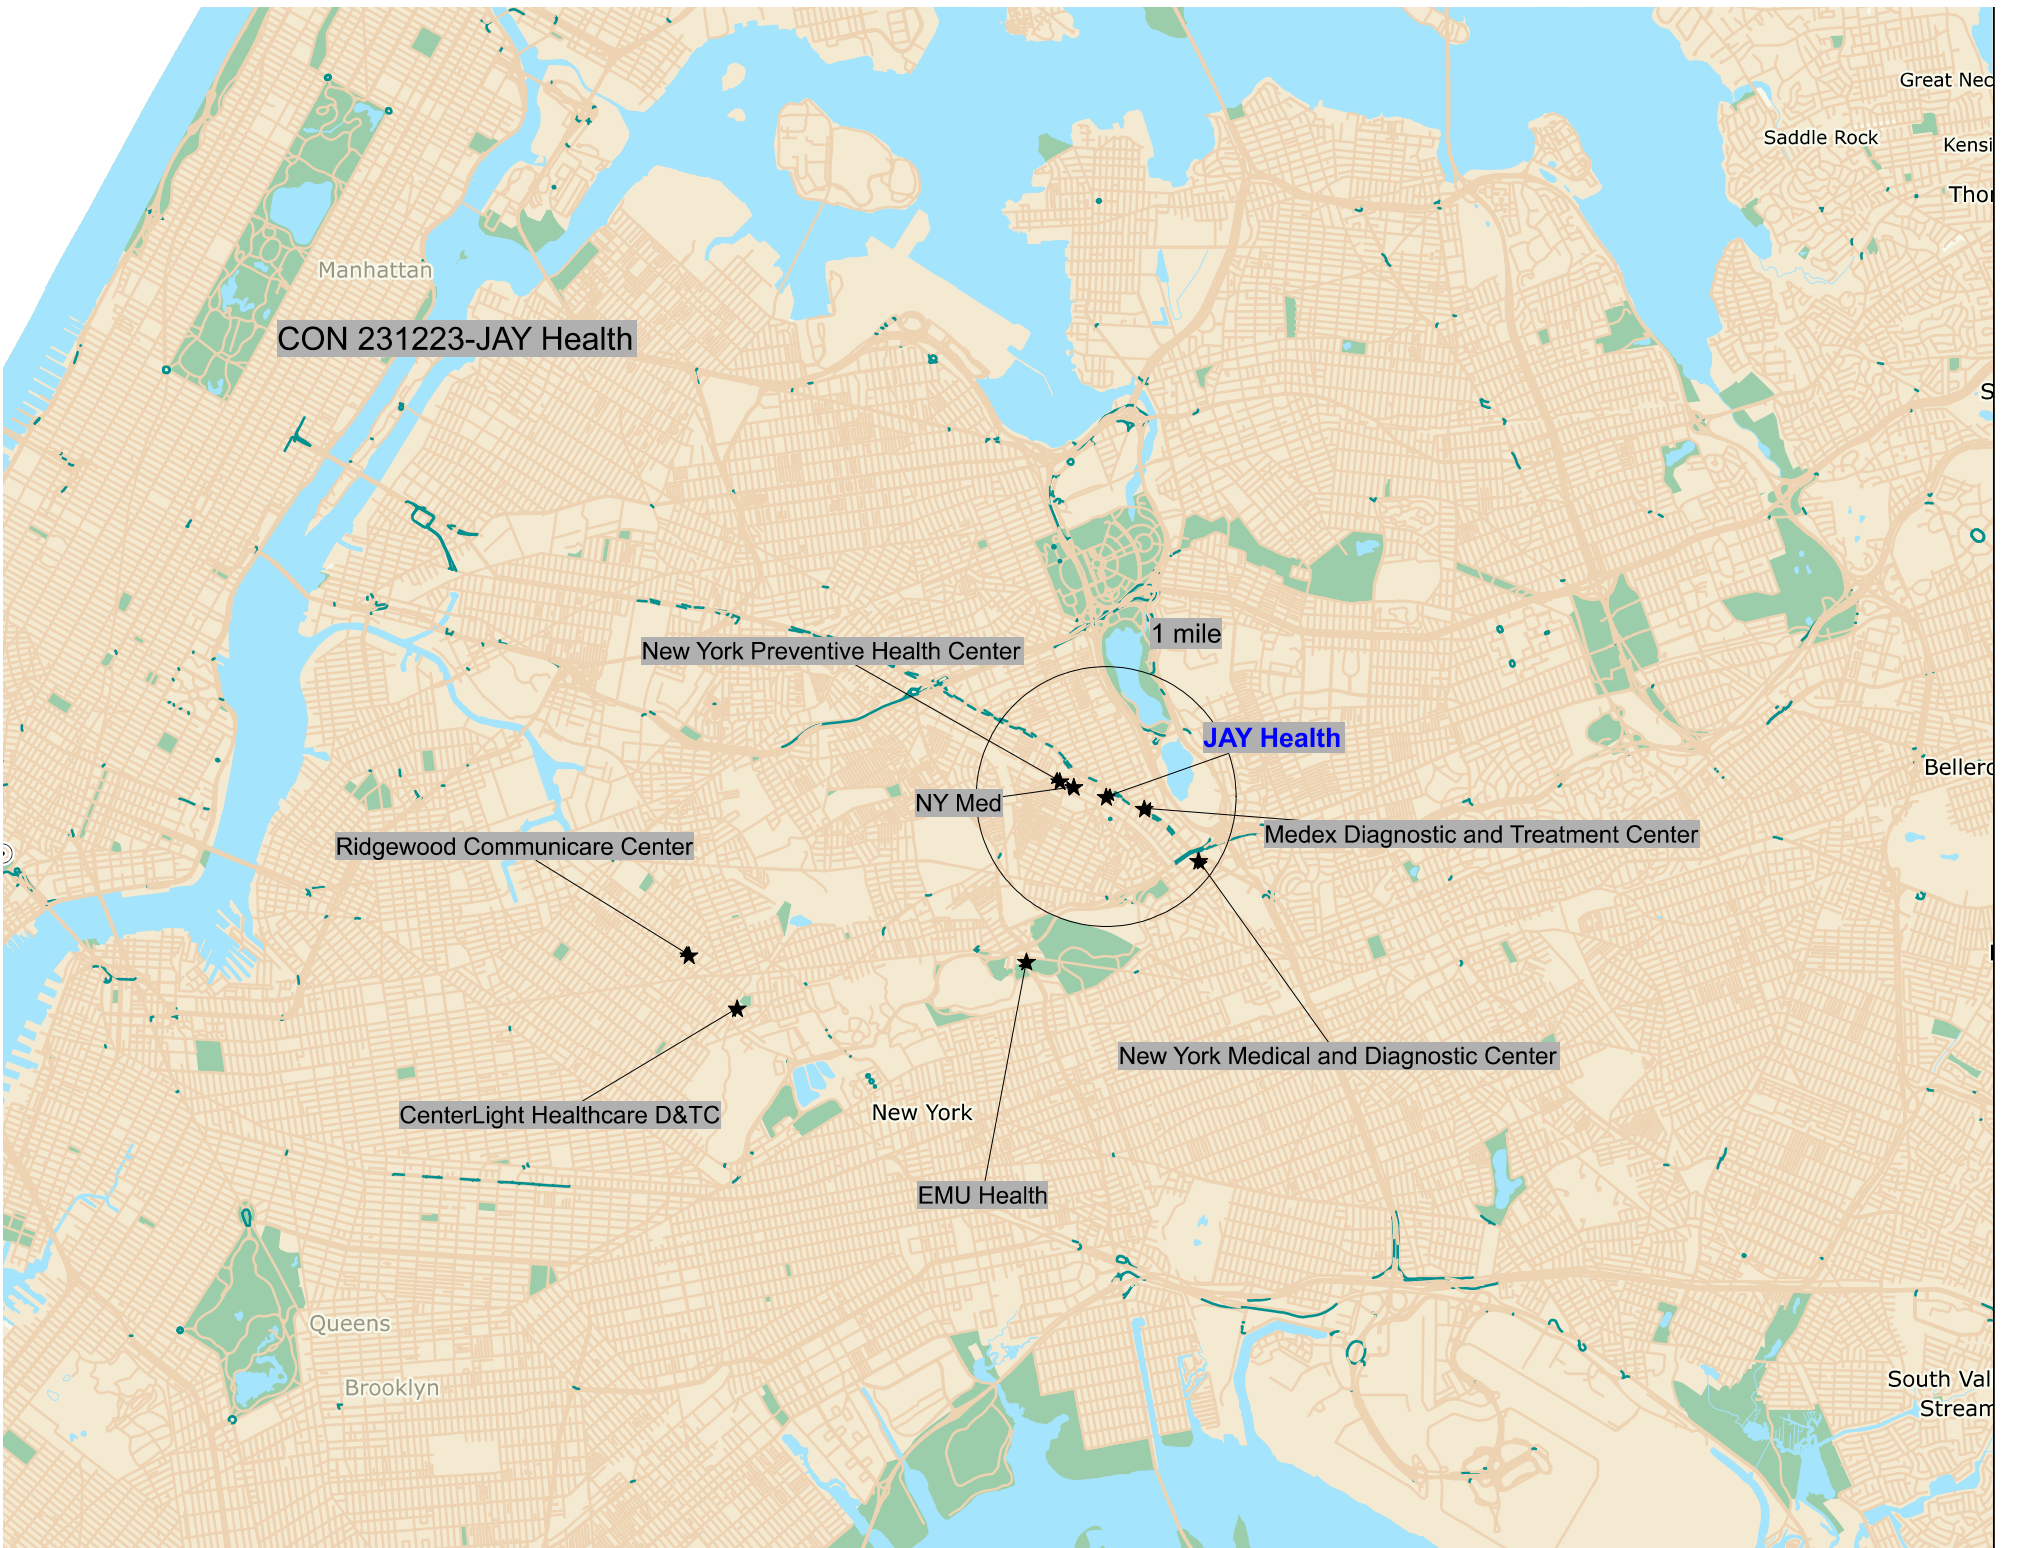 Great Nec
Saddle Rock
Kensi
Thor
Manhattan
CON 231223-JAY Health
S
1 mile
New York Preventive Health Center
JAY Health
Bellero
NY Med
Medex Diagnostic and Treatment Center
Ridgewood Communicare Center
New York Medical and Diagnostic Center
CenterLight Healthcare D&TC
New York
EMU Health
Queens
Brooklyn
South Val
Stream